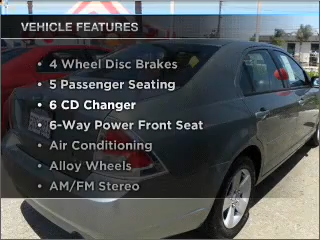 VEHICLE FEATURES
• 4 Wheel Disc Brakes
• 5 Passenger Seating
• 6 CD Changer
• 6-Way Power Front Seat
• Air Conditioning
• Alloy Wheels
• AM/FM Stereo